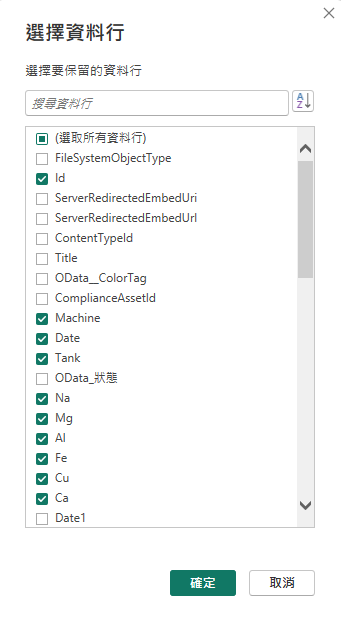 選擇資料行
選擇要保留的資料行
搜尋資料行
AZ↓
(選取所有資料行)
FileSystemObjectType
Id
ServerRedirectedEmbedUri
ServerRedirectedEmbedUrl
ContentTypeId
Title
OData__ColorTag
ComplianceAssetId
Machine
Date
Tank
OData_狀態
Na
Mg
Al
Fe
Cu
Ca
Date1
確定
取消